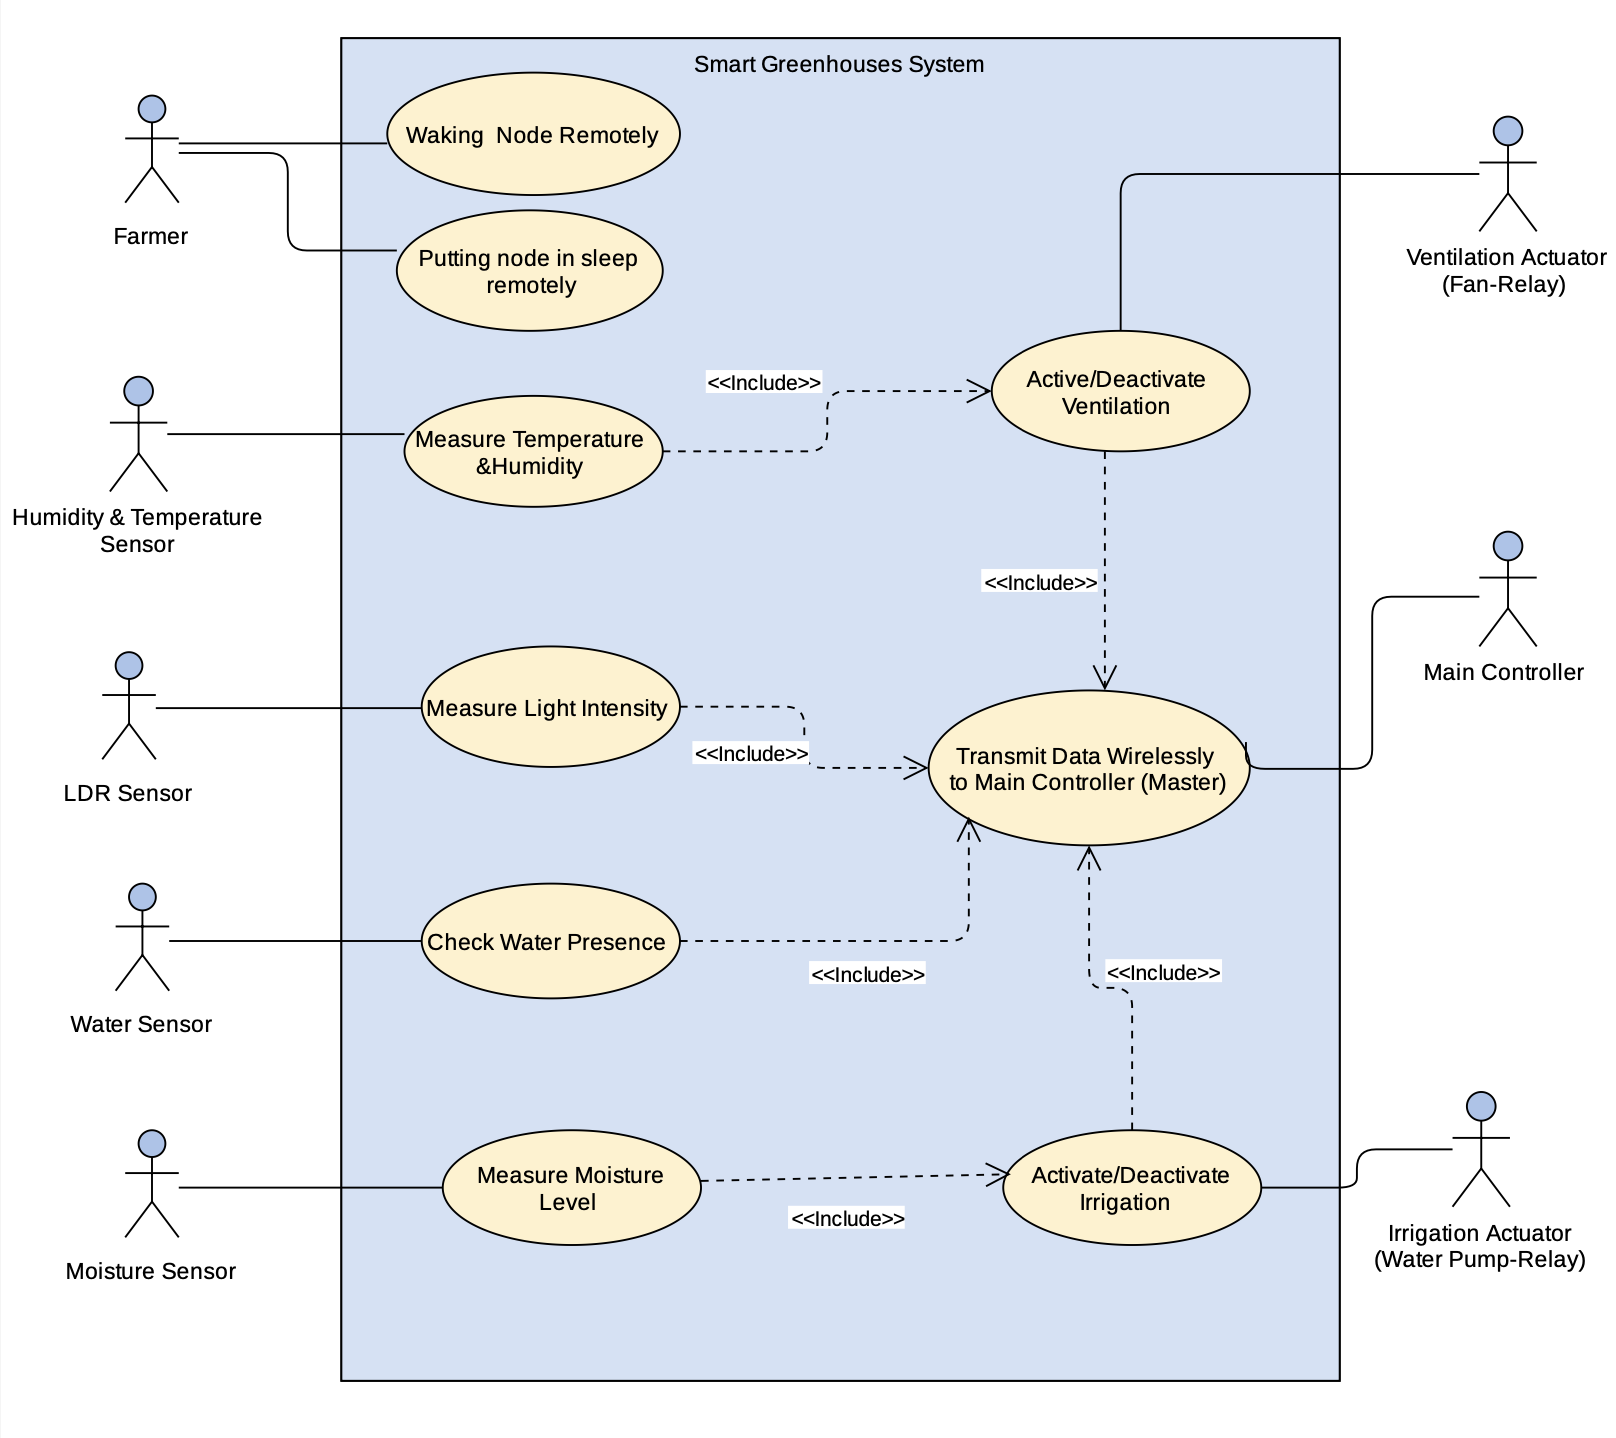 Smart Greenhouses System
Waking  Node Remotely
Farmer
Putting node in sleep
remotely
Ventilation Actuator
(Fan-Relay)
<<Include>>
Active/Deactivate
Ventilation
Measure Temperature
&Humidity
Humidity & Temperature
Sensor
<<Include>>
Main Controller
Measure Light Intensity
<<Include>>
Transmit Data Wirelessly
to Main Controller (Master)
LDR Sensor
Check Water Presence
<<Include>>
<<Include>>
Water Sensor
Measure Moisture
Level
<<Include>>
Activate/Deactivate
Irrigation
Irrigation Actuator
(Water Pump-Relay)
Moisture Sensor